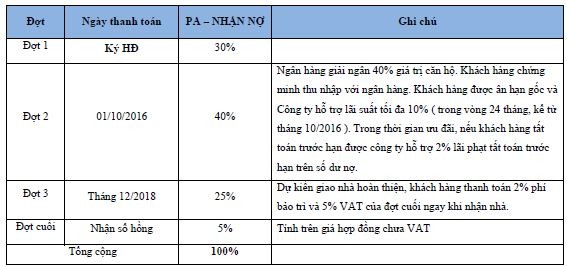 Đợt Ngày thanh toán PA – NHẬN NỢ Ghi chú
Đợt 1 Ký HĐ 30%
Đợt 2 01/10/2016 40%
Ngân hàng giải ngân 40% giá trị căn hộ. Khách hàng chứng
minh thu nhập với ngân hàng. Khách hàng được ân hạn gốc và
Công ty hỗ trợ lãi suất tối đa 10% ( trong vòng 24 tháng, kể từ
tháng 10/2016 ). Trong thời gian ưu đãi, nếu khách hàng tất
toán trước hạn được công ty hỗ trợ 2% lãi phạt tất toán trước
hạn trên số dư nợ.
Đợt 3 Tháng 12/2018 25%
Dự kiến giao nhà hoàn thiện, khách hàng thanh toán 2% phí
bảo trì và 5% VAT của đợt cuối ngay khi nhận nhà.
Đợt cuối Nhận sổ hồng 5% Tính trên giá hợp đồng chưa VAT
Tổng cộng 100%